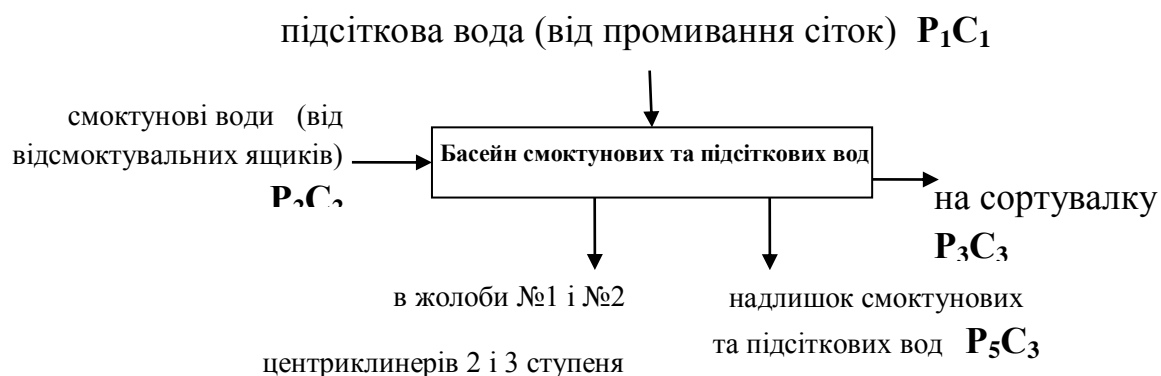 підсіткова вода (від промивання сіток) P₁C₁
смоктунові води (від
відсмоктувальних ящиків)
P₂C₂
Басейн смоктунових та підсіткових вод
на сортувалку
P₃C₃
в жолоби №1 і №2
центриклинерів 2 і 3 ступеня
надлишок смоктунових
та підсіткових вод P₅C₃